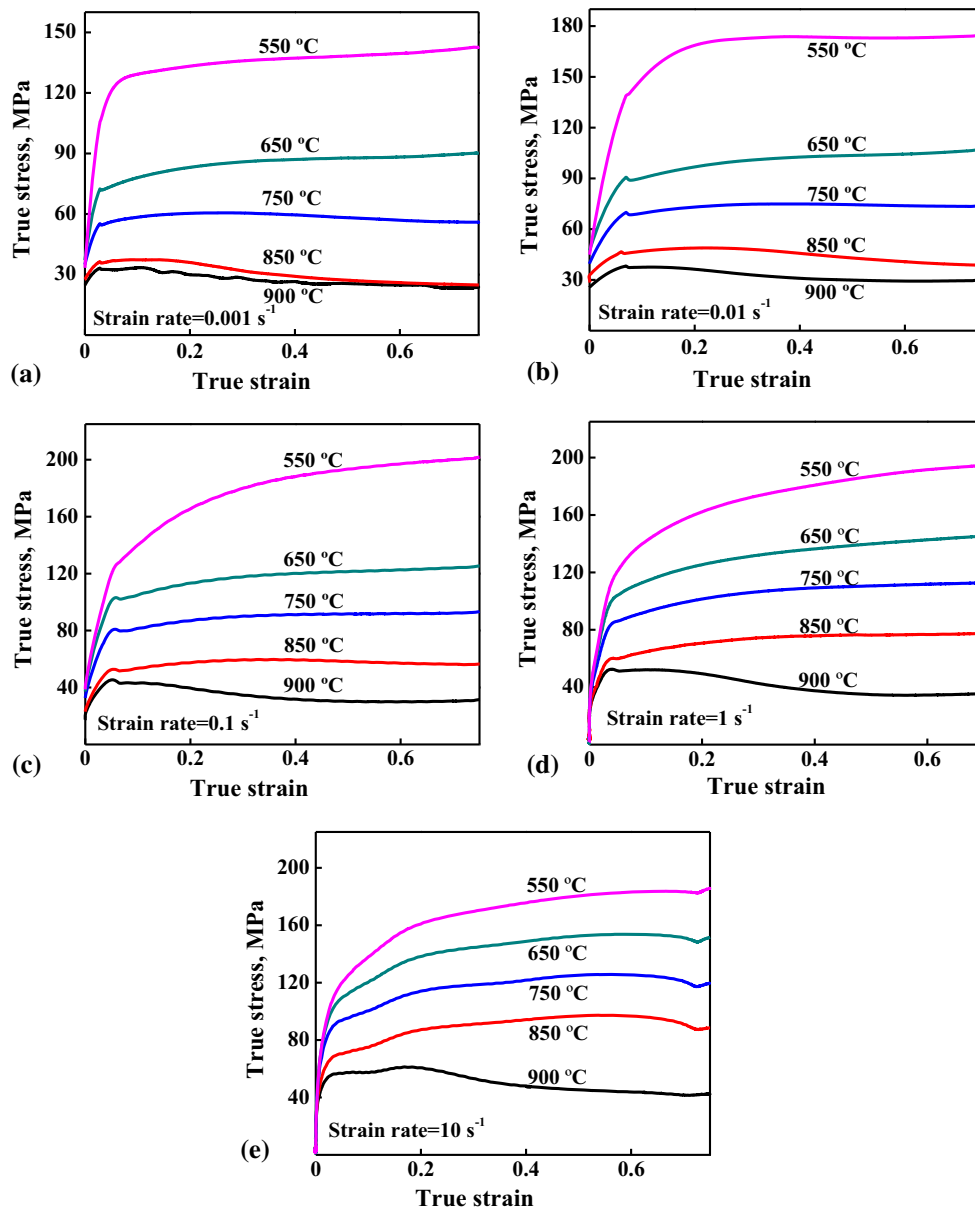 150
120
90
60
30
True stress, MPa
550 ºC
650 ºC
750 ºC
850 ºC
900 ºC
Strain rate=0.001 s-1
0 0.2 0.4 0.6
True strain
(a)
180
150
120
90
60
30
0
True stress, MPa
550 ºC
650 ºC
750 ºC
850 ºC
900 ºC
Strain rate=0.01 s-1
0 0.2 0.4 0.6
True strain
(b)
200
160
120
80
40
True stress, MPa
550 ºC
650 ºC
750 ºC
850 ºC
900 ºC
Strain rate=0.1 s-1
0 0.2 0.4 0.6
True strain
(c)
200
160
120
80
40
0
True stress, MPa
550 ºC
650 ºC
750 ºC
850 ºC
900 ºC
Strain rate=1 s-1
0 0.2 0.4 0.6
True strain
(d)
200
160
120
80
40
True stress, MPa
550 ºC
650 ºC
750 ºC
850 ºC
900 ºC
Strain rate=10 s-1
0 0.2 0.4 0.6
True strain
(e)